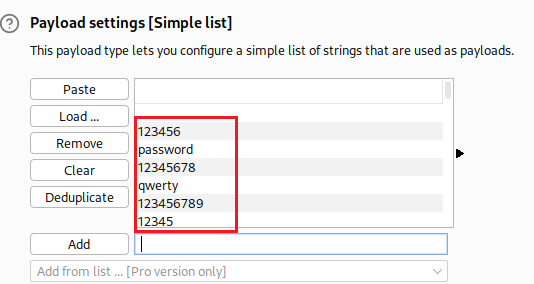 ?
Payload settings [Simple list]
This payload type lets you configure a simple list of strings that are used as payloads.
Paste
Load ...
Remove
Clear
Deduplicate
123456
password
12345678
qwerty
123456789
12345
Add
Add from list ... [Pro version only]